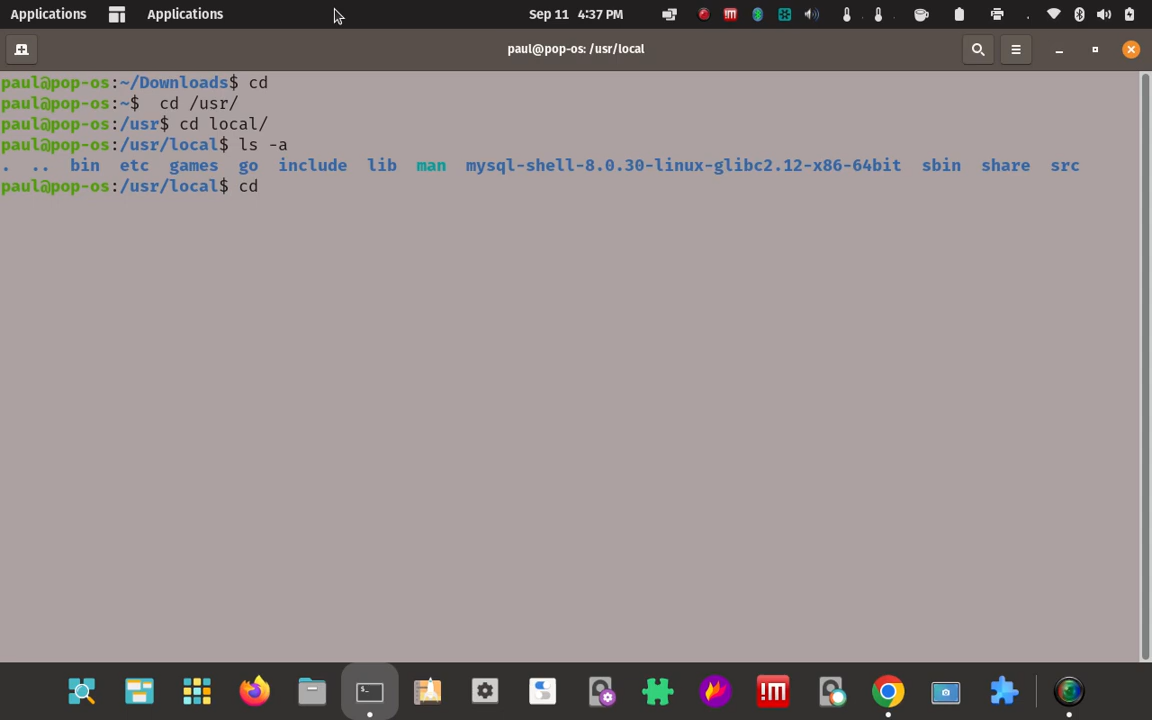 Applications Applications Sep 11 4:37 PM !M
paul@pop-os: /usr/local
paul@pop-os:~/Downloads$ cd
paul@pop-os:~$  cd /usr/
paul@pop-os:/usr$ cd local/
paul@pop-os:/usr/local$ ls -a
. .. bin etc games go include lib man mysql-shell-8.0.30-linux-glibc2.12-x86-64bit sbin share src
paul@pop-os:/usr/local$ cd
$_ !M